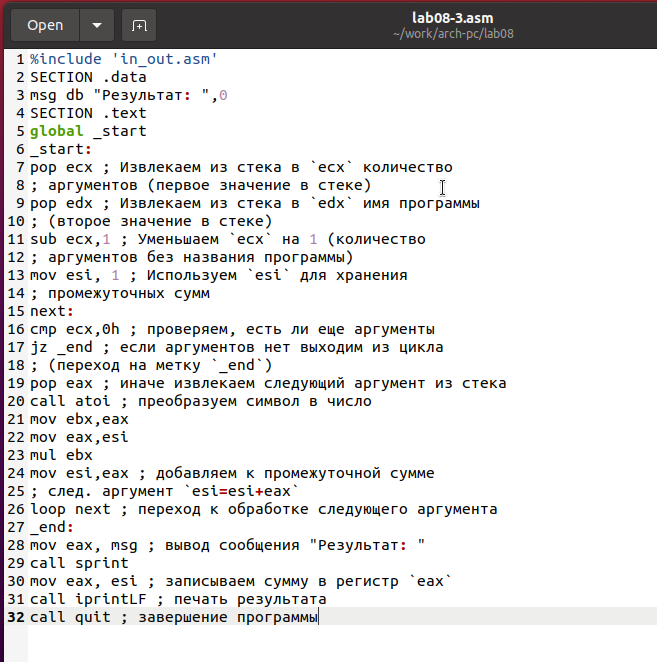 Open
lab08-3.asm
~/work/arch-pc/lab08
1 %include 'in_out.asm'
2 SECTION .data
3 msg db "Результат: ",0
4 SECTION .text
5 global _start
6 _start:
7 pop ecx ; Извлекаем из стека в `ecx` количество
8 ; аргументов (первое значение в стеке)
9 pop edx ; Извлекаем из стека в `edx` имя программы
10 ; (второе значение в стеке)
11 sub ecx,1 ; Уменьшаем `ecx` на 1 (количество
12 ; аргументов без названия программы)
13 mov esi, 1 ; Используем `esi` для хранения
14 ; промежуточных сумм
15 next:
16 cmp ecx,0h ; проверяем, есть ли еще аргументы
17 jz _end ; если аргументов нет выходим из цикла
18 ; (переход на метку `_end`)
19 pop eax ; иначе извлекаем следующий аргумент из стека
20 call atoi ; преобразуем символ в число
21 mov ebx,eax
22 mov eax,esi
23 mul ebx
24 mov esi,eax ; добавляем к промежуточной сумме
25 ; след. аргумент `esi=esi+eax`
26 loop next ; переход к обработке следующего аргумента
27 _end:
28 mov eax, msg ; вывод сообщения "Результат: "
29 call sprint
30 mov eax, esi ; записываем сумму в регистр `eax`
31 call iprintLF ; печать результата
32 call quit ; завершение программы